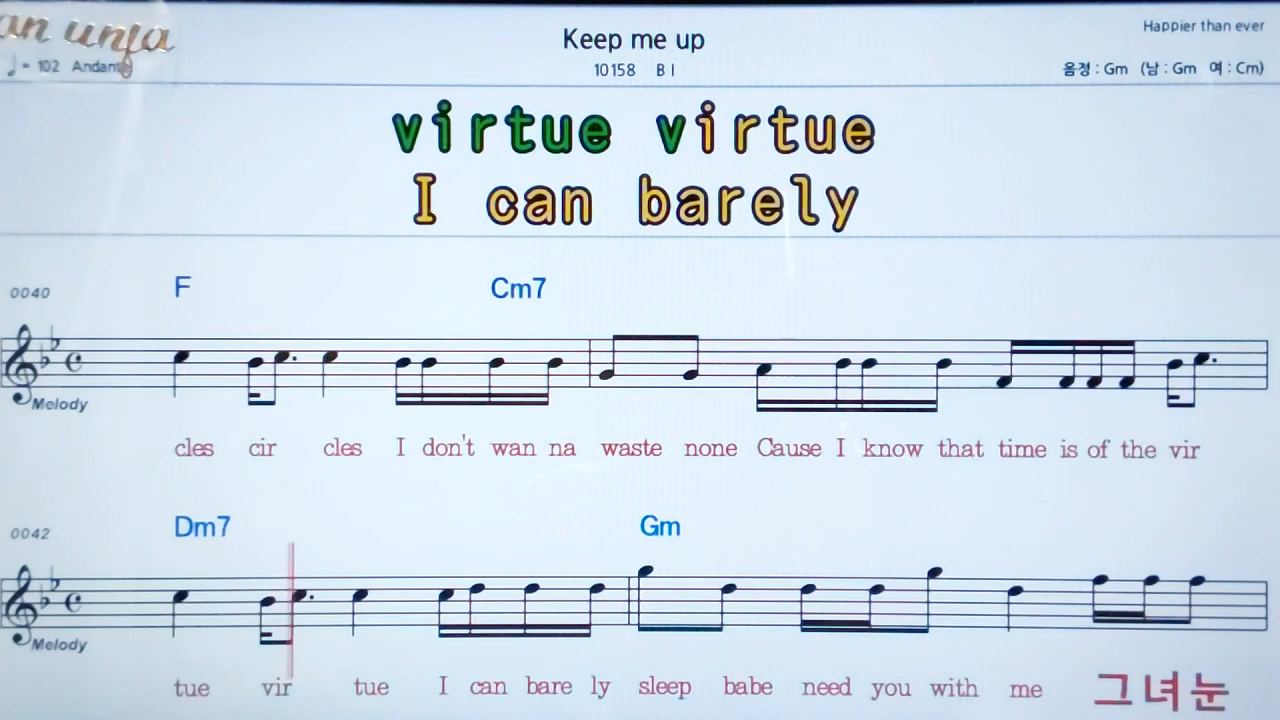 an unja
Keep me up
Happier than ever
♩= 102 Andante
10158 B I
음정 : Gm (남 : Gm 여 : Cm)
virtue virtue
I can barely
0040 F Cm7
Melody
cles cir cles I don't wan na waste none Cause I know that time is of the vir
0042 Dm7 Gm
Melody
tue vir tue I can bare ly sleep babe need you with me 그 녀 눈